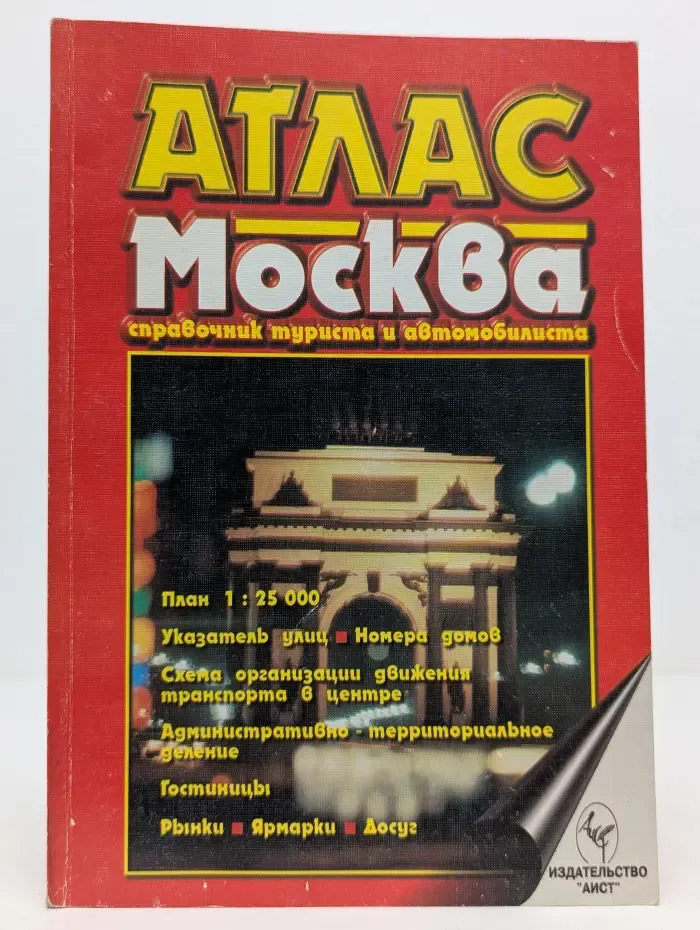 АТЛАС
Москва
справочник туриста и автомобилиста
План 1 : 25 000
Указатель улиц ■ Номера домов
Схема организации движения
транспорта в центре
Административно - территориальное
деление
Гостиницы
Рынки ■ Ярмарки ■ Досуг
Аист
ИЗДАТЕЛЬСТВО
"АИСТ"